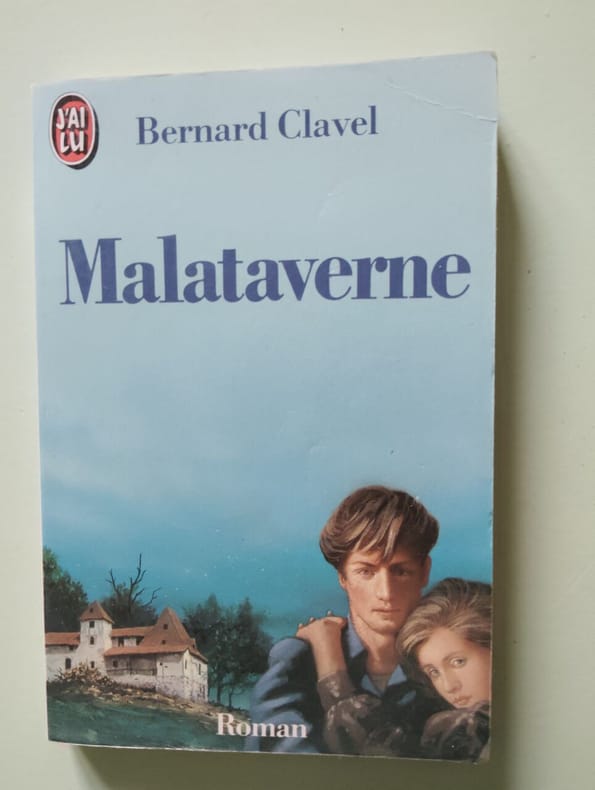 J'AI
LU
Bernard Clavel
Malataverne
Roman